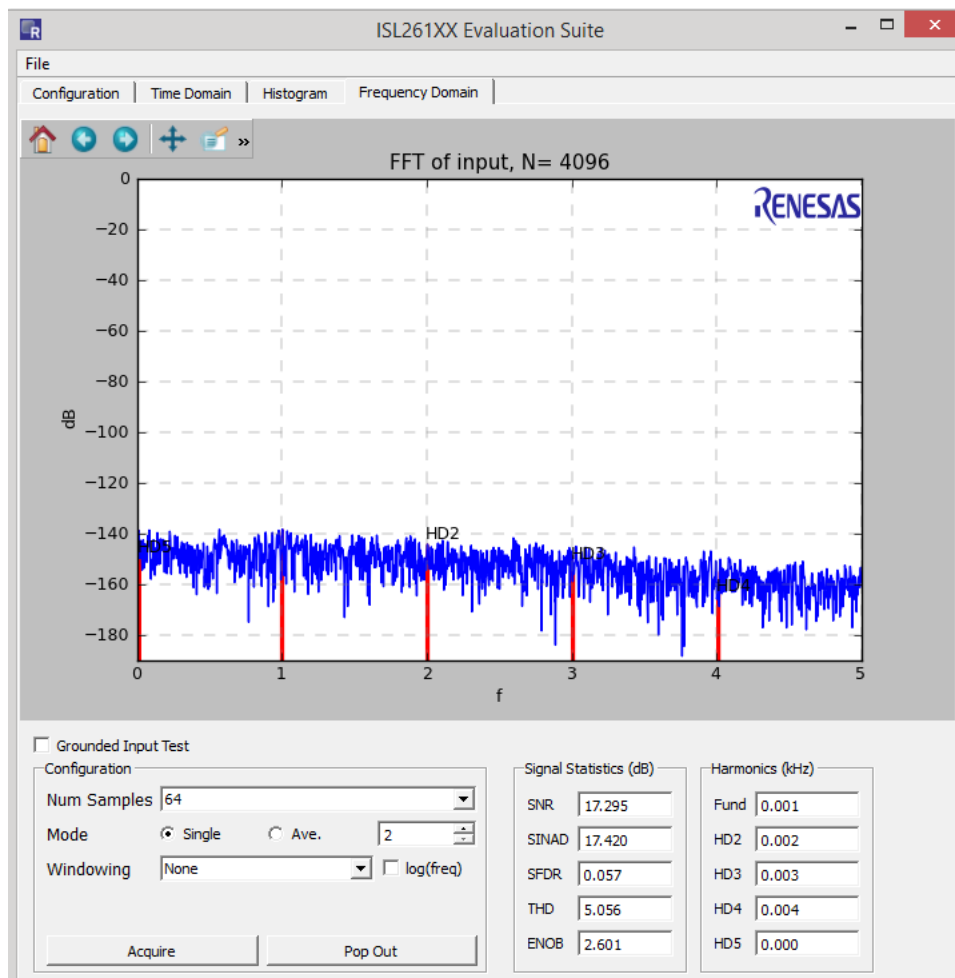 R
ISL261XX Evaluation Suite
File
Configuration Time Domain Histogram Frequency Domain
»
FFT of input, N= 4096
RENESAS
0
−20
−40
−60
−80
−100
−120
−140
−160
−180
dB
HD5
HD2
HD3
HD4
0 1 2 3 4 5
f
Grounded Input Test
Configuration
Num Samples 64
Mode Single Ave. 2
Windowing None log(freq)
Acquire Pop Out
Signal Statistics (dB)
SNR 17.295
SINAD 17.420
SFDR 0.057
THD 5.056
ENOB 2.601
Harmonics (kHz)
Fund 0.001
HD2 0.002
HD3 0.003
HD4 0.004
HD5 0.000